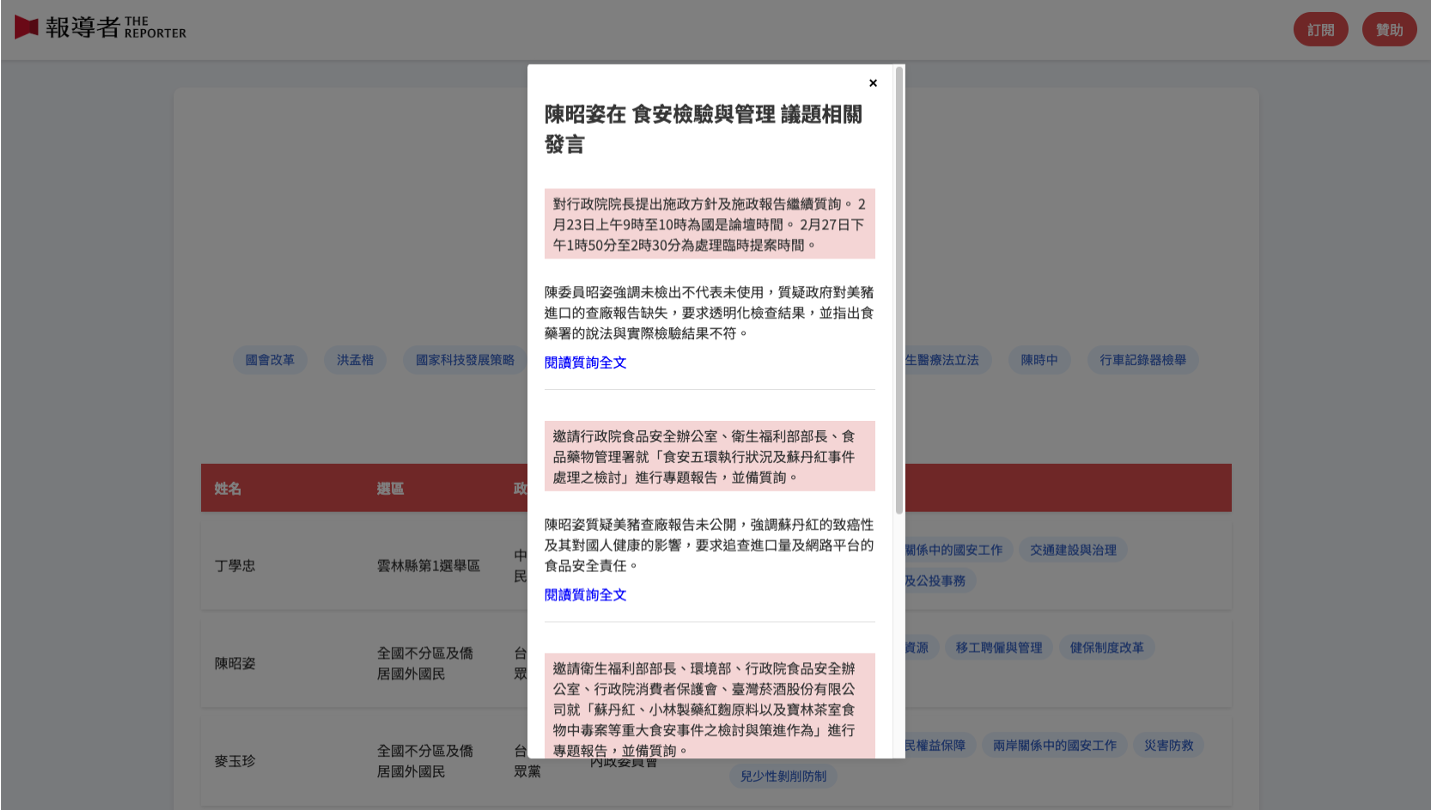 報導者 THE REPORTER
訂閱
贊助
×
陳昭姿在 食安檢驗與管理 議題相關
發言
對行政院院長提出施政方針及施政報告繼續質詢。 2
月23日上午9時至10時為國是論壇時間。 2月27日下
午1時50分至2時30分為處理臨時提案時間。
陳委員昭姿強調未檢出不代表未使用,質疑政府對美豬
進口的查廠報告缺失,要求透明化檢查結果,並指出食
藥署的說法與實際檢驗結果不符。
閱讀質詢全文
邀請行政院食品安全辦公室、衛生福利部部長、食
品藥物管理署就「食安五環執行狀況及蘇丹紅事件
處理之檢討」進行專題報告,並備質詢。
陳昭姿質疑美豬查廠報告未公開,強調蘇丹紅的致癌性
及其對國人健康的影響,要求追查進口量及網路平台的
食品安全責任。
閱讀質詢全文
邀請衛生福利部部長、環境部、行政院食品安全辦
公室、行政院消費者保護會、臺灣菸酒股份有限公
司就「蘇丹紅、小林製藥紅麴原料以及寶林茶室食
物中毒案等重大食安事件之檢討與策進作為」進行
專題報告,並備質詢。
國會改革 洪孟楷 國家科技發展策略 生醫療法立法 陳時中 行車記錄器檢舉
姓名 選區 政
丁學忠 雲林縣第1選舉區 中
民
關係中的國安工作 交通建設與治理
及公投事務
陳昭姿 全國不分區及僑
居國外國民
台
眾
資源 移工聘僱與管理 健保制度改革
麥玉珍 全國不分區及僑
居國外國民
台
眾黨
內政委員會
民權益保障 兩岸關係中的國安工作 災害防救
兒少性剝削防制